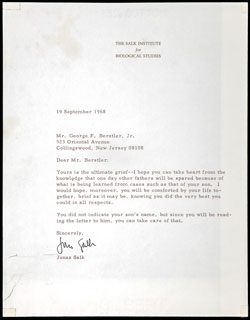 THE SALK INSTITUTE
for
BIOLOGICAL STUDIES
19 September 1968
Mr. George F. Berstler, Jr.
923 Oriental Avenue
Collingswood, New Jersey 08108
Dear Mr. Berstler:
Yours is the ultimate grief--I hope you can take heart from the
knowledge that one day other fathers will be spared because of
what is being learned from cases such as that of your son. I
would hope, moreover, you will be comforted by your life to-
gether, brief as it may be, knowing you did the very best you
could in all respects.
You did not indicate your son's name, but since you will be read-
ing the letter to him, you can take care of that.
Sincerely,
Jonas Salk
Jonas Salk